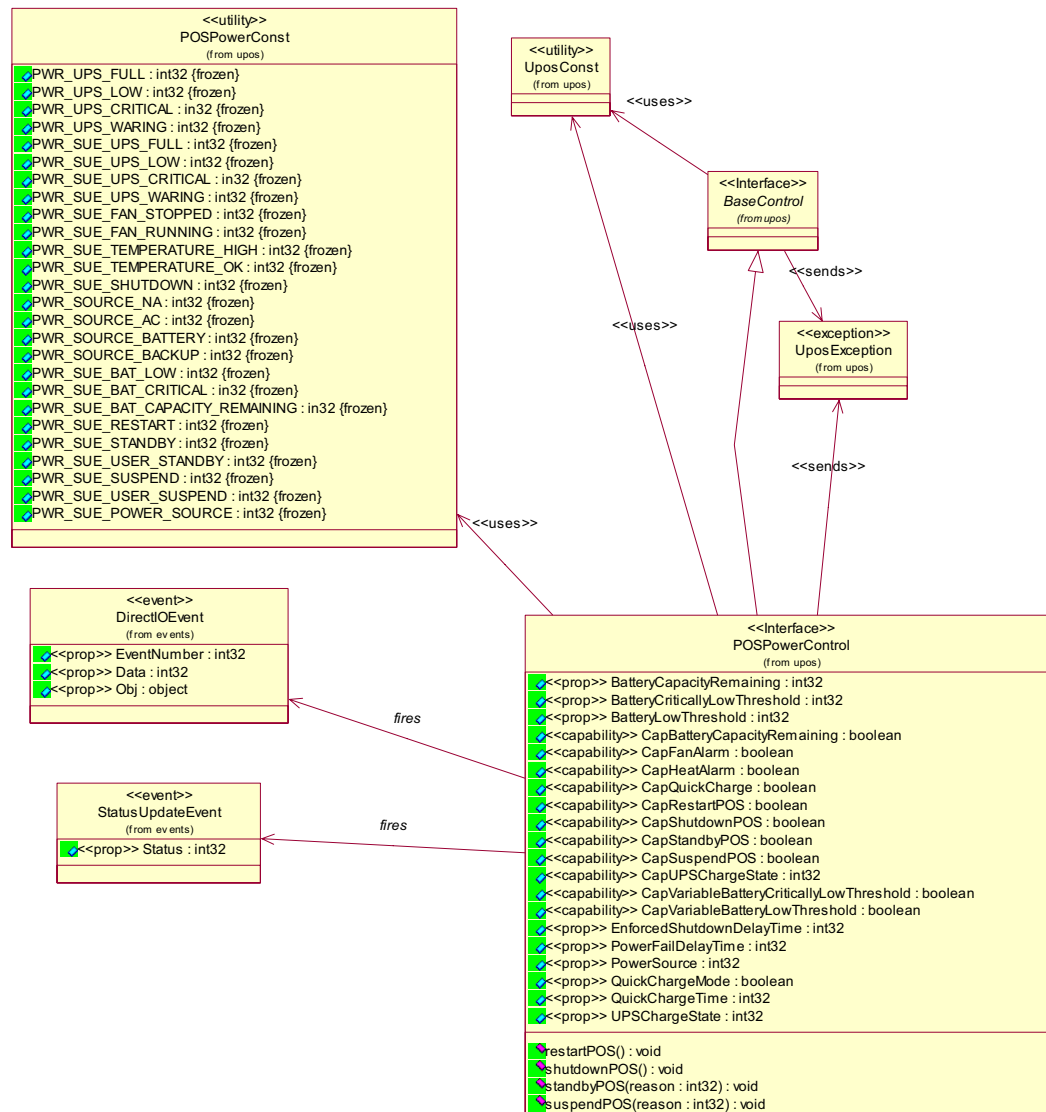 <<utility>>
POSPowerConst
(from upos)
PWR_UPS_FULL : int32 {frozen}
PWR_UPS_LOW : int32 {frozen}
PWR_UPS_CRITICAL : in32 {frozen}
PWR_UPS_WARING : int32 {frozen}
PWR_SUE_UPS_FULL : int32 {frozen}
PWR_SUE_UPS_LOW : int32 {frozen}
PWR_SUE_UPS_CRITICAL : in32 {frozen}
PWR_SUE_UPS_WARING : int32 {frozen}
PWR_SUE_FAN_STOPPED : int32 {frozen}
PWR_SUE_FAN_RUNNING : int32 {frozen}
PWR_SUE_TEMPERATURE_HIGH : int32 {frozen}
PWR_SUE_TEMPERATURE_OK : int32 {frozen}
PWR_SUE_SHUTDOWN : int32 {frozen}
PWR_SOURCE_NA : int32 {frozen}
PWR_SOURCE_AC : int32 {frozen}
PWR_SOURCE_BATTERY : int32 {frozen}
PWR_SOURCE_BACKUP : int32 {frozen}
PWR_SUE_BAT_LOW : int32 {frozen}
PWR_SUE_BAT_CRITICAL : in32 {frozen}
PWR_SUE_BAT_CAPACITY_REMAINING : in32 {frozen}
PWR_SUE_RESTART : int32 {frozen}
PWR_SUE_STANDBY : int32 {frozen}
PWR_SUE_USER_STANDBY : int32 {frozen}
PWR_SUE_SUSPEND : int32 {frozen}
PWR_SUE_USER_SUSPEND : int32 {frozen}
PWR_SUE_POWER_SOURCE : int32 {frozen}
<<utility>>
UposConst
(from upos)
<<uses>>
<<Interface>>
BaseControl
(from upos)
<<sends>>
<<uses>>
<<exception>>
UposException
(from upos)
<<sends>>
<<uses>>
<<event>>
DirectIOEvent
(from events)
<<prop>> EventNumber : int32
<<prop>> Data : int32
<<prop>> Obj : object
fires
<<event>>
StatusUpdateEvent
(from events)
<<prop>> Status : int32
fires
<<Interface>>
POSPowerControl
(from upos)
<<prop>> BatteryCapacityRemaining : int32
<<prop>> BatteryCriticallyLowThreshold : int32
<<prop>> BatteryLowThreshold : int32
<<capability>> CapBatteryCapacityRemaining : boolean
<<capability>> CapFanAlarm : boolean
<<capability>> CapHeatAlarm : boolean
<<capability>> CapQuickCharge : boolean
<<capability>> CapRestartPOS : boolean
<<capability>> CapShutdownPOS : boolean
<<capability>> CapStandbyPOS : boolean
<<capability>> CapSuspendPOS : boolean
<<capability>> CapUPSChargeState : int32
<<capability>> CapVariableBatteryCriticallyLowThreshold : boolean
<<capability>> CapVariableBatteryLowThreshold : boolean
<<prop>> EnforcedShutdownDelayTime : int32
<<prop>> PowerFailDelayTime : int32
<<prop>> PowerSource : int32
<<prop>> QuickChargeMode : boolean
<<prop>> QuickChargeTime : int32
<<prop>> UPSChargeState : int32
restartPOS() : void
shutdownPOS() : void
standbyPOS(reason : int32) : void
suspendPOS(reason : int32) : void